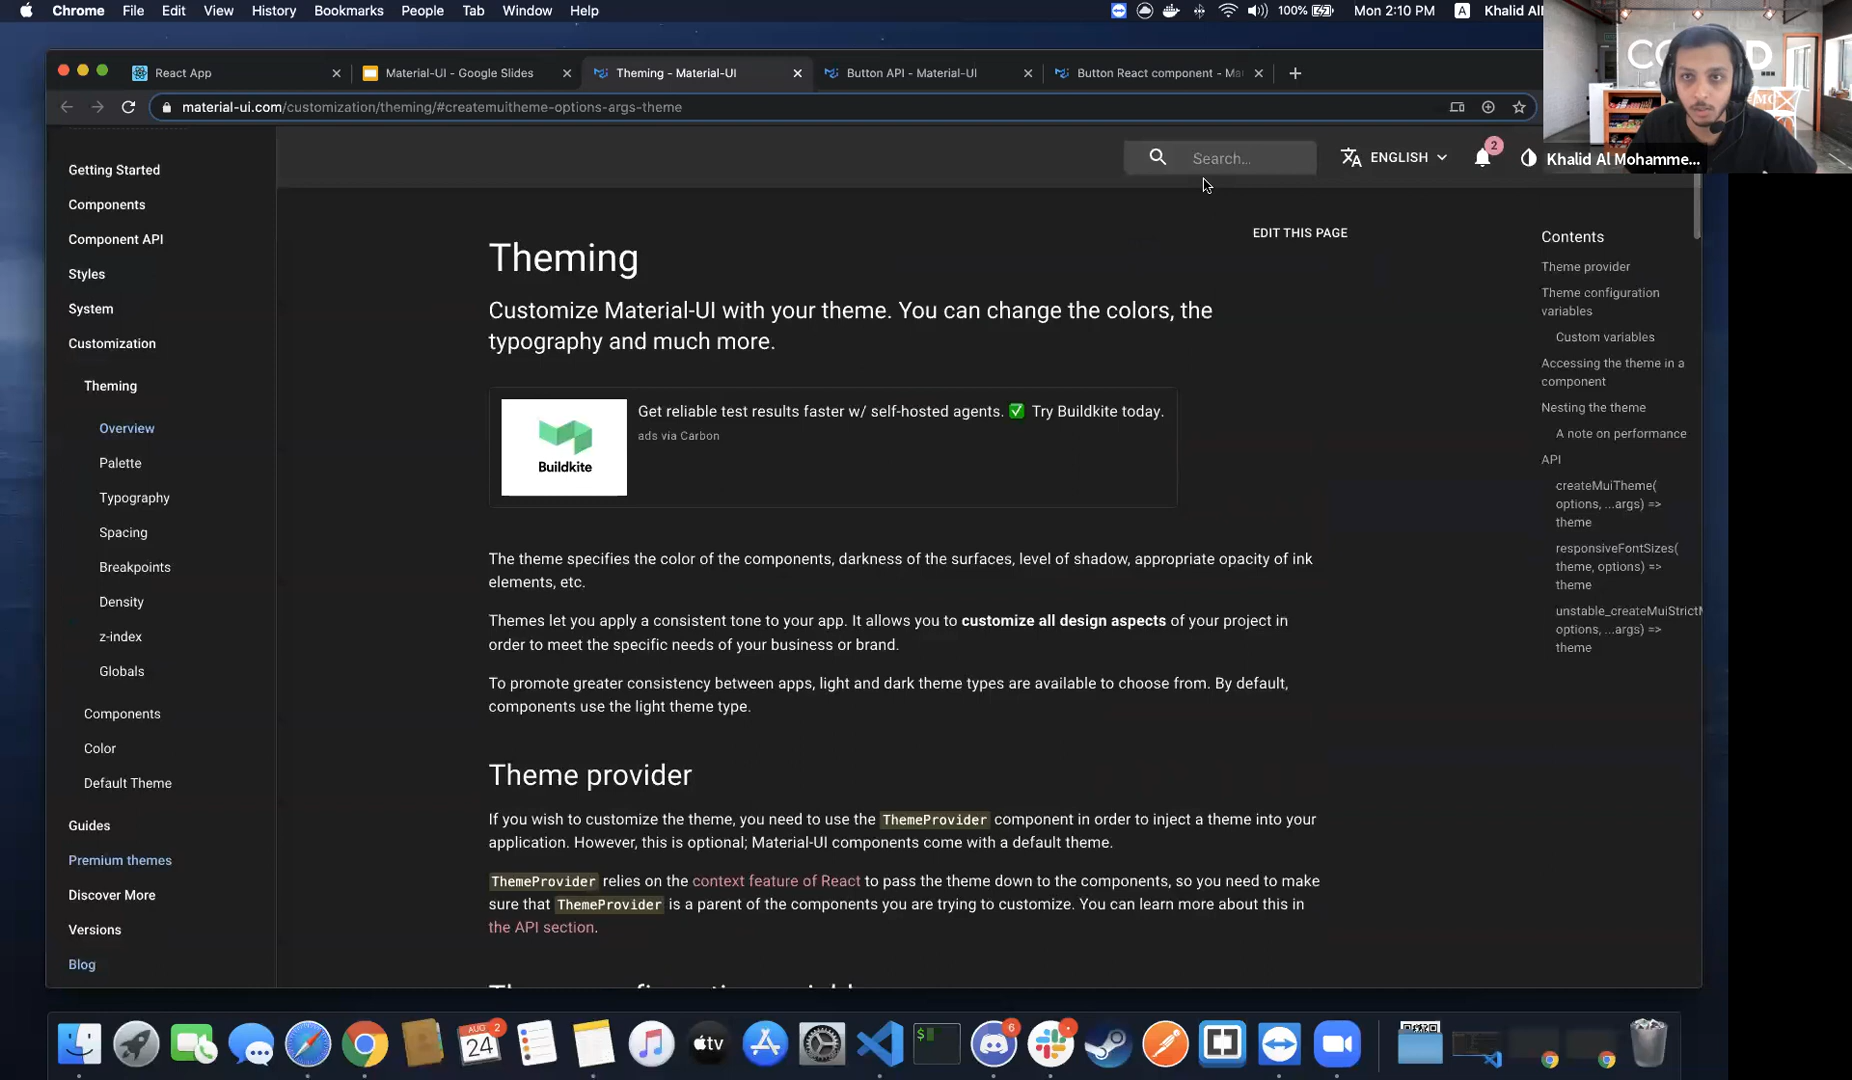 Chrome File Edit View History Bookmarks People Tab Window Help 100% Mon 2:10 PM A Khalid Al
React App
Material-UI - Google Slides
Theming - Material-UI
Button API - Material-UI
Button React component - Ma
material-ui.com/customization/theming/#createmuitheme-options-args-theme
Khalid Al Mohamme...
Search...
ENGLISH
2
Getting Started
Components
Component API
Styles
System
Customization
Theming
Overview
Palette
Typography
Spacing
Breakpoints
Density
z-index
Globals
Components
Color
Default Theme
Guides
Premium themes
Discover More
Versions
Blog
EDIT THIS PAGE
Theming
Customize Material-UI with your theme. You can change the colors, the
typography and much more.
Buildkite
Get reliable test results faster w/ self-hosted agents. ✅ Try Buildkite today.
ads via Carbon
The theme specifies the color of the components, darkness of the surfaces, level of shadow, appropriate opacity of ink
elements, etc.
Themes let you apply a consistent tone to your app. It allows you to customize all design aspects of your project in
order to meet the specific needs of your business or brand.
To promote greater consistency between apps, light and dark theme types are available to choose from. By default,
components use the light theme type.
Theme provider
If you wish to customize the theme, you need to use the ThemeProvider component in order to inject a theme into your
application. However, this is optional; Material-UI components come with a default theme.
ThemeProvider relies on the context feature of React to pass the theme down to the components, so you need to make
sure that ThemeProvider is a parent of the components you are trying to customize. You can learn more about this in
the API section.
Contents
Theme provider
Theme configuration
variables
Custom variables
Accessing the theme in a
component
Nesting the theme
A note on performance
API
createMuiTheme(
options, ...args) =>
theme
responsiveFontSizes(
theme, options) =>
theme
unstable_createMuiStrictM
options, ...args) =>
theme
AUG
24
2
tv
$
6